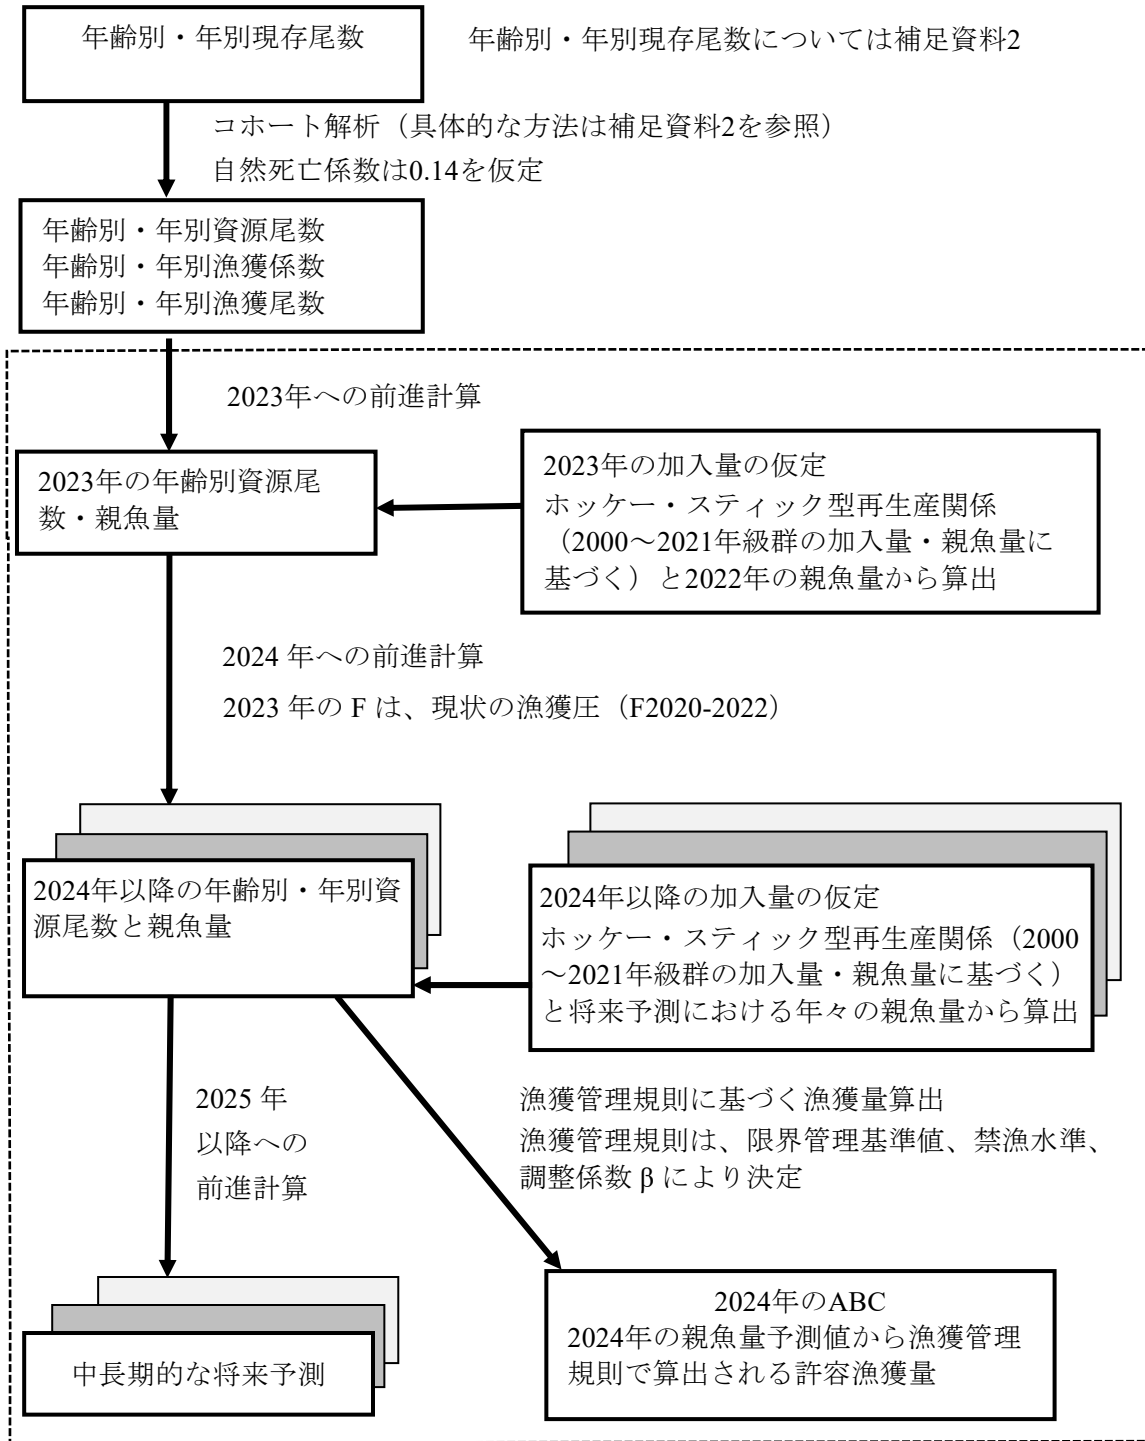 年齢別・年別現存尾数
年齢別・年別現存尾数については補足資料2
コホート解析（具体的な方法は補足資料2を参照）
自然死亡係数は0.14を仮定
年齢別・年別資源尾数
年齢別・年別漁獲係数
年齢別・年別漁獲尾数
2023年への前進計算
2023年の年齢別資源尾
数・親魚量
2023年の加入量の仮定
ホッケー・スティック型再生産関係
（2000～2021年級群の加入量・親魚量に
基づく）と2022年の親魚量から算出
2024 年への前進計算
2023 年の F は、現状の漁獲圧（F2020-2022）
2024年以降の年齢別・年別資
源尾数と親魚量
2024年以降の加入量の仮定
ホッケー・スティック型再生産関係（2000
～2021年級群の加入量・親魚量に基づく）
と将来予測における年々の親魚量から算出
2025 年
以降への
前進計算
漁獲管理規則に基づく漁獲量算出
漁獲管理規則は、限界管理基準値、禁漁水準、
調整係数 β により決定
中長期的な将来予測
2024年のABC
2024年の親魚量予測値から漁獲管理
規則で算出される許容漁獲量